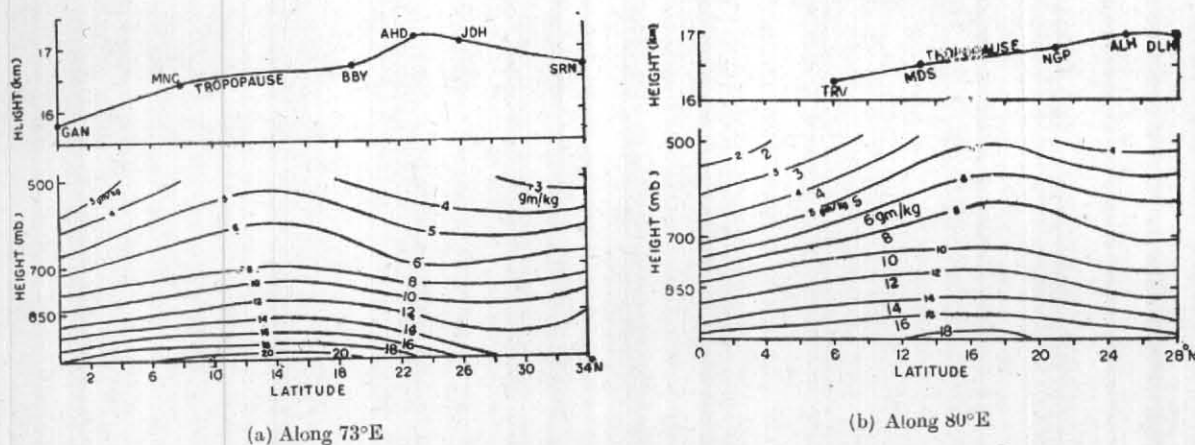 HEIGHT (km)
17
16
GAN
MNC
TROPOPAUSE
BBY
AHD
JDH
SRN
HEIGHT (mb.)
500
700
850
3 gm/kg
4
5
6
8
10
12
14
16
18
20
20
4
5
6
8
10
12
14
16
18
+3
gm/kg
2
6
10
14
18
22
26
30
34°N
LATITUDE
(a) Along 73°E
HEIGHT (km)
17
16
TRV
MDS
TROPOPAUSE
NGP
ALH
DLH
HEIGHT (mb)
500
700
850
2
2
3
3
4
4
5 gm/kg
5
6 gm/kg
6
8
8
10
10
12
12
14
14
16
16
18
4
0
4
8
12
16
20
24
28°N
LATITUDE
(b) Along 80°E